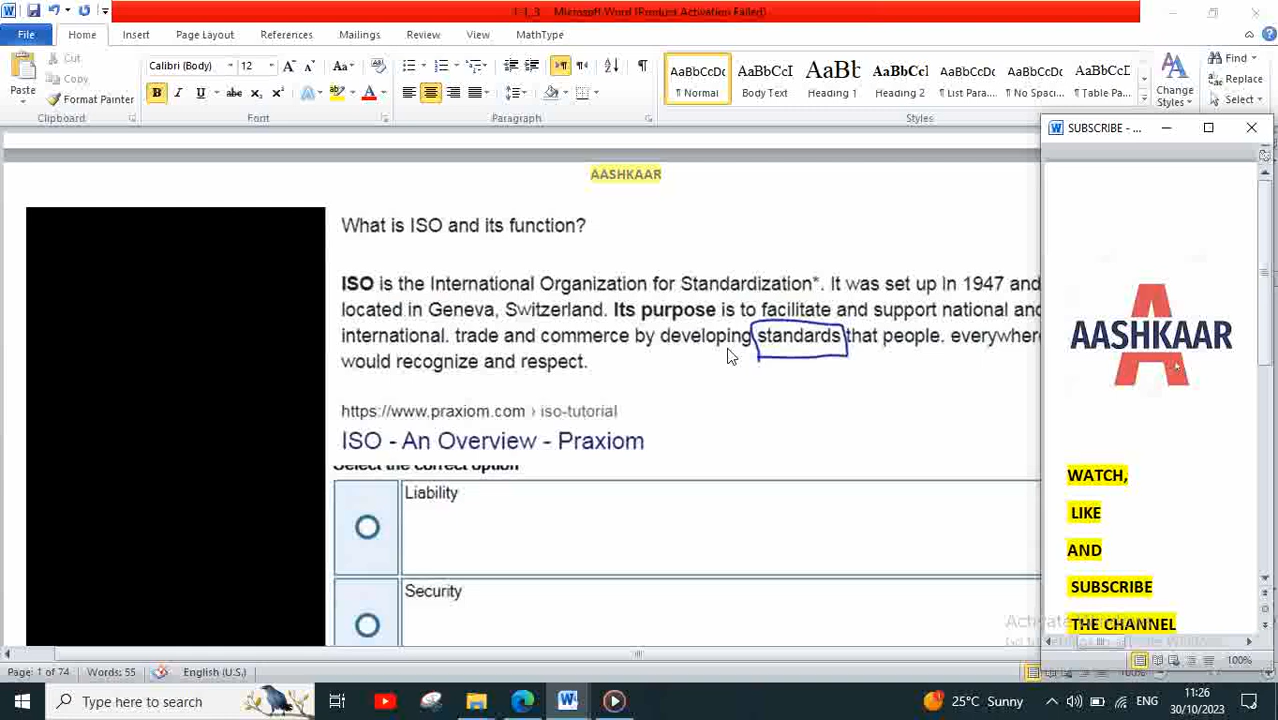 1-1,3 - Microsoft Word (Product Activation Failed)
File Home Insert Page Layout References Mailings Review View MathType
Cut
Copy
Paste
Format Painter
Clipboard
Calibri (Body) 12
Font
Paragraph
AaBbCcDc AaBbCcI AaBb( AaBbCc AaBbCcDc AaBbCcDc AaBbCcD
¶ Normal Body Text Heading 1 Heading 2 ¶ List Para... ¶ No Spaci... ¶ Table Pa...
Change
Styles
Styles
Find
Replace
Select
AASHKAAR
What is ISO and its function?
ISO is the International Organization for Standardization*. It was set up in 1947 and
located in Geneva, Switzerland. Its purpose is to facilitate and support national and
international. trade and commerce by developing standards that people. everywhere
would recognize and respect.
https://www.praxiom.com › iso-tutorial
ISO - An Overview - Praxiom
Select the correct option
Liability
Security
SUBSCRIBE - ...
AASHKAAR
WATCH,
LIKE
AND
SUBSCRIBE
THE CHANNEL
Page: 1 of 74 Words: 55 English (U.S.)
100%
Type here to search
25°C Sunny
ENG
11:26
30/10/2023